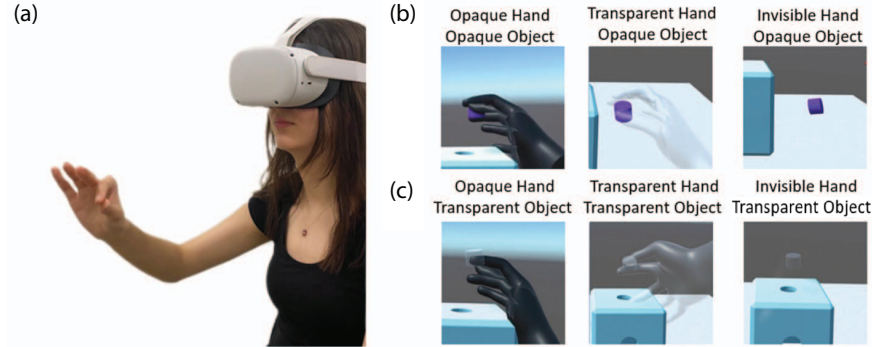 (a)
(b)
Opaque Hand
Opaque Object
Transparent Hand
Opaque Object
Invisible Hand
Opaque Object
(c)
Opaque Hand
Transparent Object
Transparent Hand
Transparent Object
Invisible Hand
Transparent Object